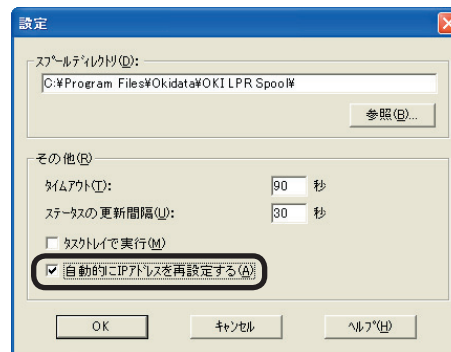 設定
ｽﾌﾟｰﾙﾃﾞｨﾚｸﾄﾘ(D):
C:¥Program Files¥Okidata¥OKI LPR Spool¥
参照(B)...
その他(R)
ﾀｲﾑｱｳﾄ(T): 90 秒
ｽﾃｰﾀｽの更新間隔(U): 30 秒
ﾀｽｸﾄﾚｲで実行(M)
自動的にIPｱﾄﾞﾚｽを再設定する(A)
OK ｷｬﾝｾﾙ ﾍﾙﾌﾟ(H)